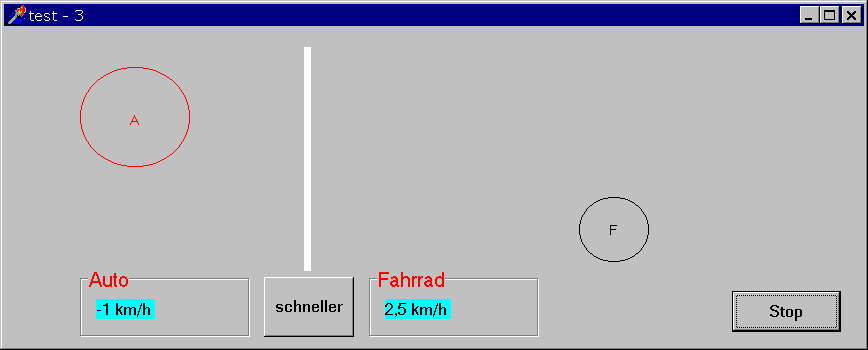 test - 3
A
F
Auto
-1 km/h
schneller
Fahrrad
2,5 km/h
Stop